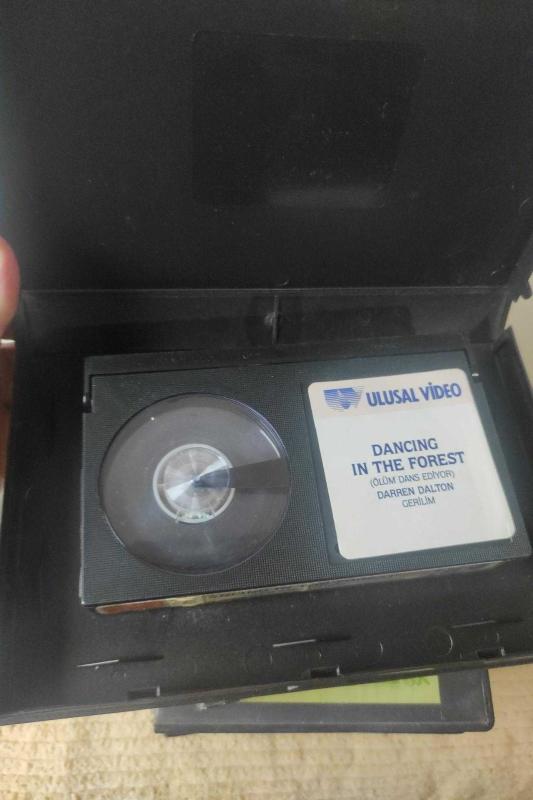 ULUSAL VİDEO
DANCING
IN THE FOREST
(ÖLÜM DANS EDİYOR)
DARREN DALTON
GERİLİM